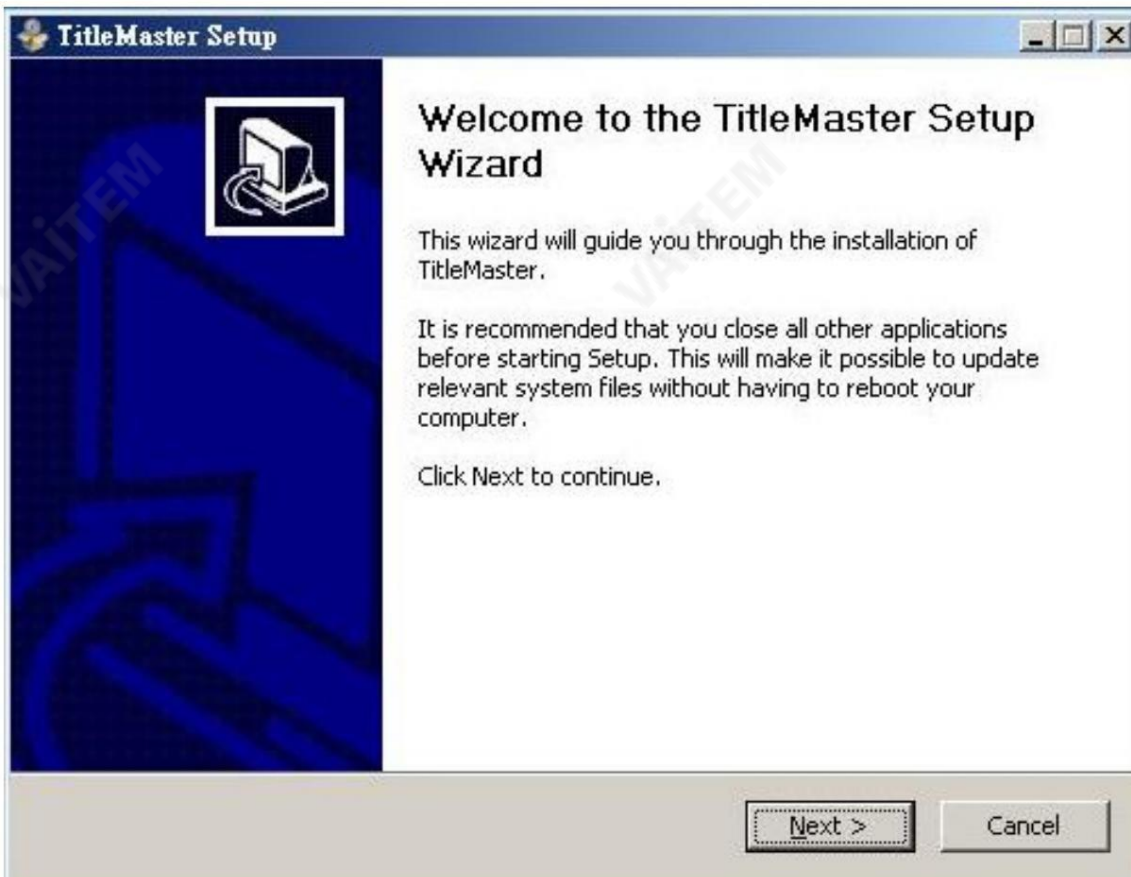 TitleMaster Setup
Welcome to the TitleMaster Setup
Wizard
This wizard will guide you through the installation of
TitleMaster.
It is recommended that you close all other applications
before starting Setup. This will make it possible to update
relevant system files without having to reboot your
computer.
Click Next to continue.
Next >
Cancel
VAiTEM
VAiTEM